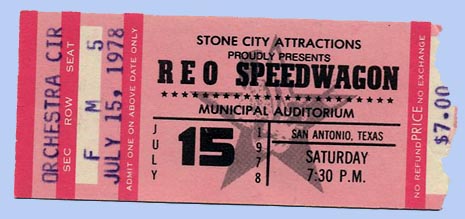 ORCHESTRA CIR
SEC ROW SEAT
F M 5
JULY 15, 1978
ADMIT ONE ON ABOVE DATE ONLY
STONE CITY ATTRACTIONS
PROUDLY PRESENTS
REO SPEEDWAGON
MUNICIPAL AUDITORIUM
JULY
15
1978
SAN ANTONIO, TEXAS
SATURDAY
7:30 P.M.
NO REFUND PRICE NO EXCHANGE
$7.00